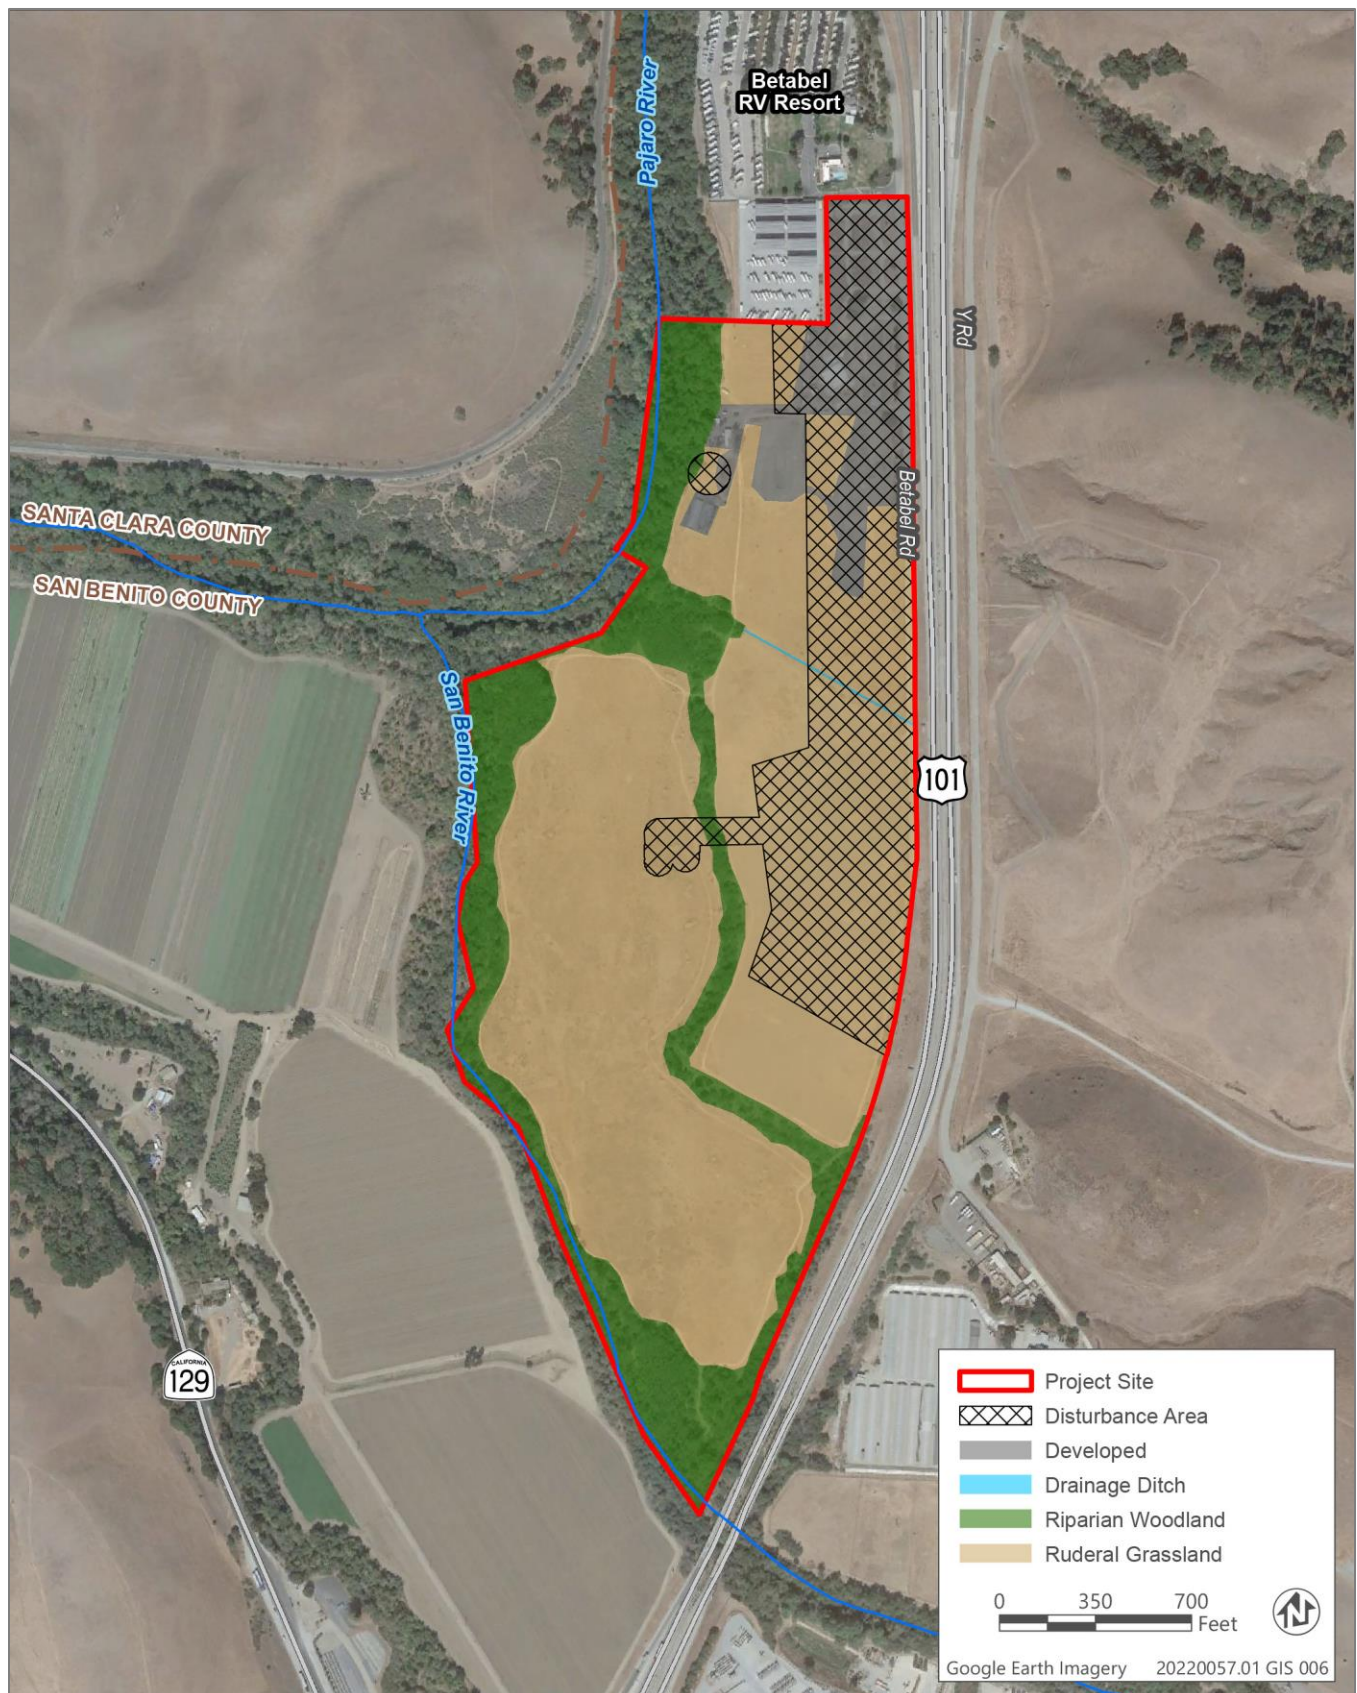 Betabel
RV Resort
Pajaro River
Y Rd
Betabel Rd
SANTA CLARA COUNTY
SAN BENITO COUNTY
San Benito River
101
CALIFORNIA
129
Project Site
Disturbance Area
Developed
Drainage Ditch
Riparian Woodland
Ruderal Grassland
0 350 700
Feet
N
Google Earth Imagery 20220057.01 GIS 006